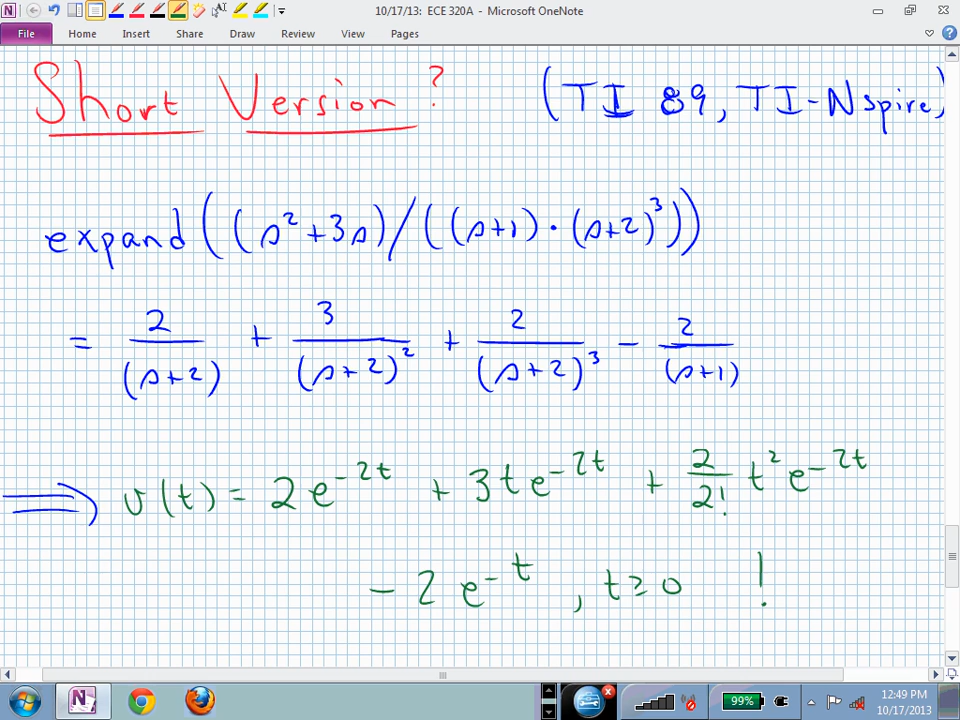 10/17/13: ECE 320A - Microsoft OneNote
File Home Insert Share Draw Review View Pages
Short Version? (TI 89, TI-Nspire)
expand((s²+3s)/((s+1)·(s+2)³))
= 2/(s+2) + 3/(s+2)² + 2/(s+2)³ - 2/(s+1)
⇒ v(t) = 2e^{-2t} + 3te^{-2t} + 2/2! t²e^{-2t}
- 2e^{-t}, t≥0 !
99%
12:49 PM
10/17/2013